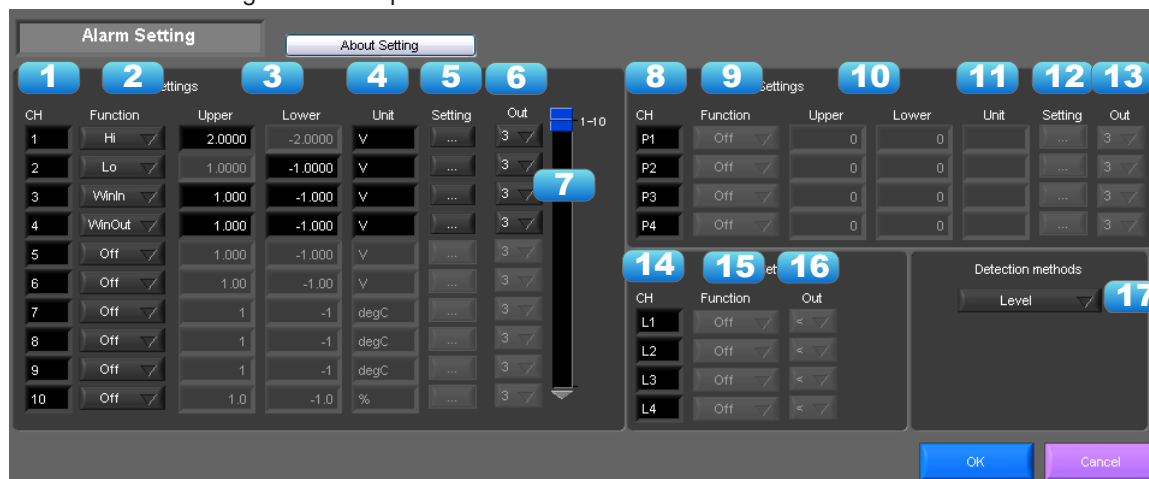 Alarm Setting
About Setting
1 2 3 4 5 6 8 9 10 11 12 13
CH Function Upper Lower Unit Setting Out CH Function Upper Lower Unit Setting Out
1 Hi 2.0000 -2.0000 V ... 3 1-10 P1 Off 0 0 ... 3
2 Lo 1.0000 -1.0000 V ... 3 P2 Off 0 0 ... 3
3 WinIn 1.000 -1.000 V ... 3 7 P3 Off 0 0 ... 3
4 WinOut 1.000 -1.000 V ... 3 P4 Off 0 0 ... 3
5 Off 1.000 -1.000 V ... 3
14 15 16
Detection methods
6 Off 1.00 -1.00 V ... 3
CH Function Out Level 17
7 Off 1 -1 degC ... 3 L1 Off <
8 Off 1 -1 degC ... 3 L2 Off <
9 Off 1 -1 degC ... 3 L3 Off <
10 Off 1.0 -1.0 % ... 3 L4 Off <
OK Cancel